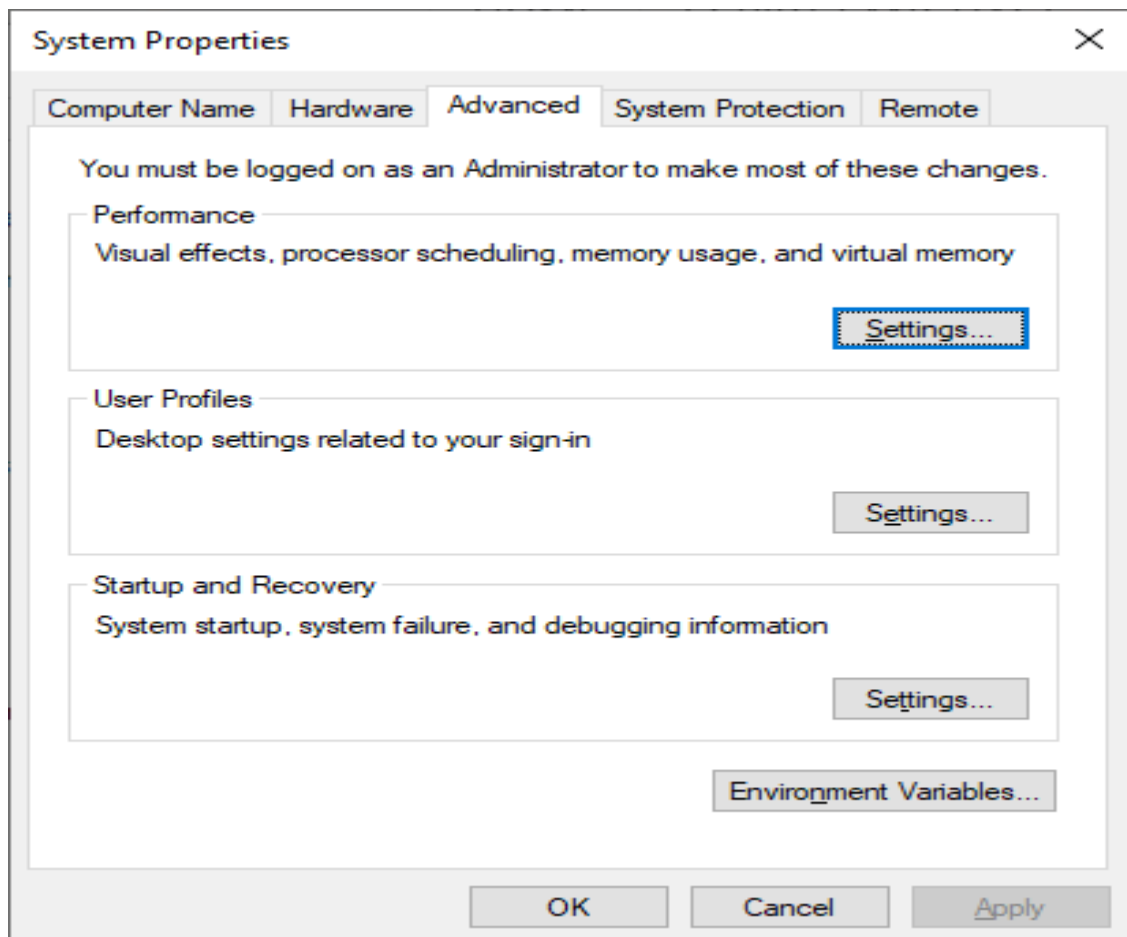 System Properties
Computer Name Hardware Advanced System Protection Remote
You must be logged on as an Administrator to make most of these changes.
Performance
Visual effects, processor scheduling, memory usage, and virtual memory
Settings...
User Profiles
Desktop settings related to your sign-in
Settings...
Startup and Recovery
System startup, system failure, and debugging information
Settings...
Environment Variables...
OK Cancel Apply